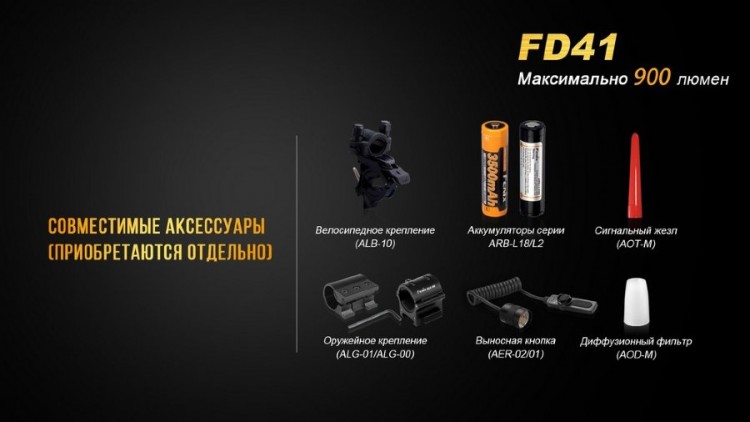 FD41
Максимально 900 люмен
СОВМЕСТИМЫЕ АКСЕССУАРЫ
(ПРИОБРЕТАЮТСЯ ОТДЕЛЬНО)
Велосипедное крепление
(ALB-10)
Аккумуляторы серии
ARB-L18/L2
Сигнальный жезл
(AOT-M)
3500mAh
Fenix
Оружейное крепление
(ALG-01/ALG-00)
Выносная кнопка
(AER-02/01)
Диффузионный фильтр
(AOD-M)